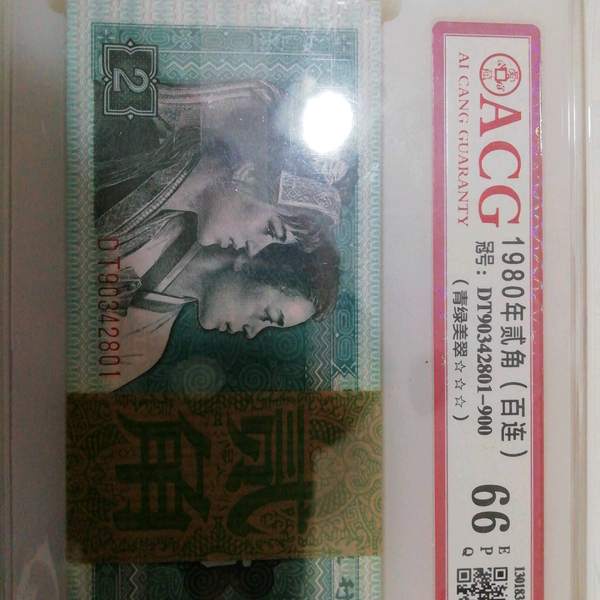 ACG
AI CANG GUARANTY
1980年贰角（百连）
冠号：DT90342801-900
（青绿美翠☆☆☆）
66 E
P
Q
2
DT90342801
贰角